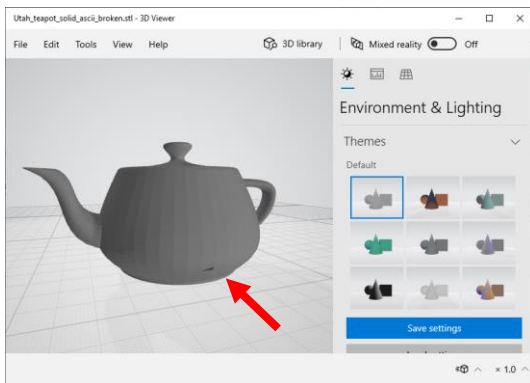 Utah_teapot_solid_ascii_broken.stl - 3D Viewer
File Edit Tools View Help 3D library Mixed reality Off
Environment & Lighting
Themes
Default
Save settings
× 1.0